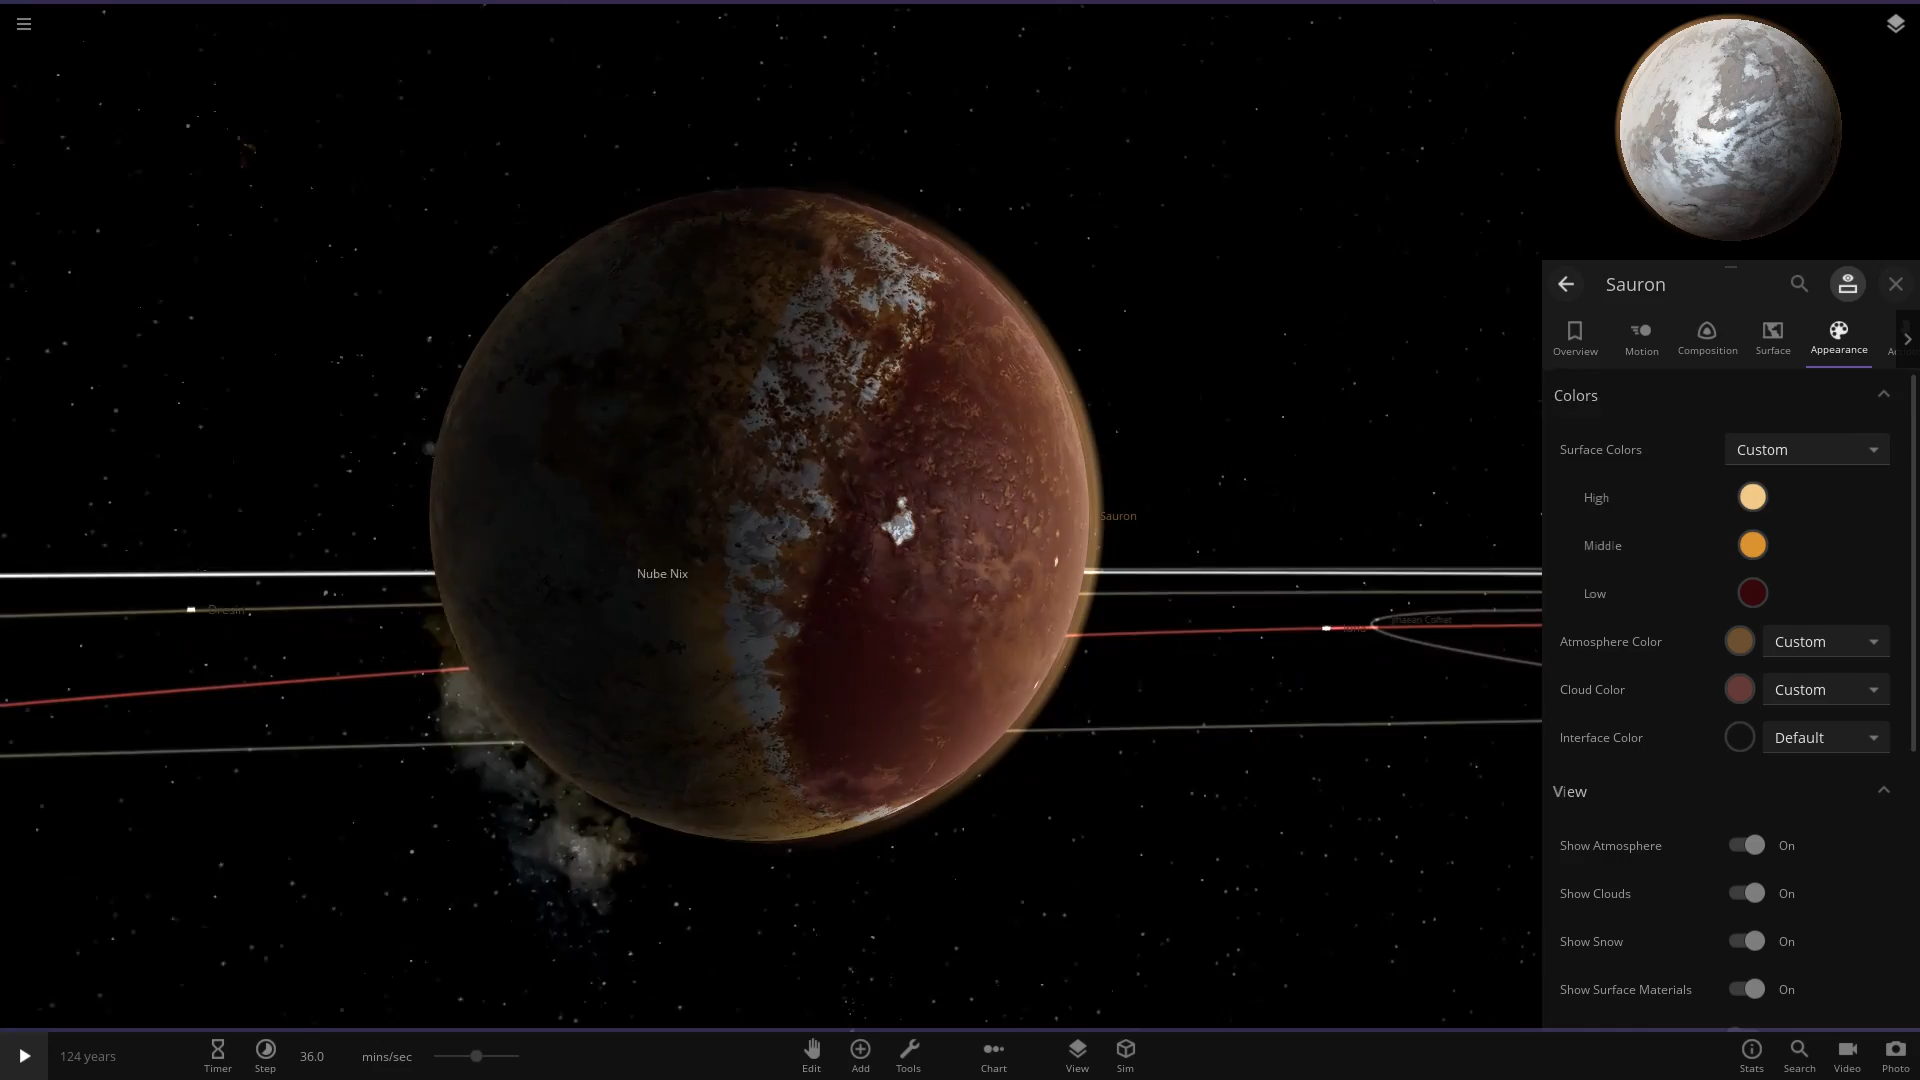 Sauron
Overview
Motion
Composition
Surface
Appearance
Colors
Surface Colors
Custom
High
Middle
Low
Atmosphere Color
Custom
Cloud Color
Custom
Interface Color
Default
View
Show Atmosphere
On
Show Clouds
On
Show Snow
On
Show Surface Materials
On
Sauron
Nube Nix
124 years
Timer
Step
36.0
mins/sec
Edit
Add
Tools
Chart
View
Sim
Stats
Search
Video
Photo